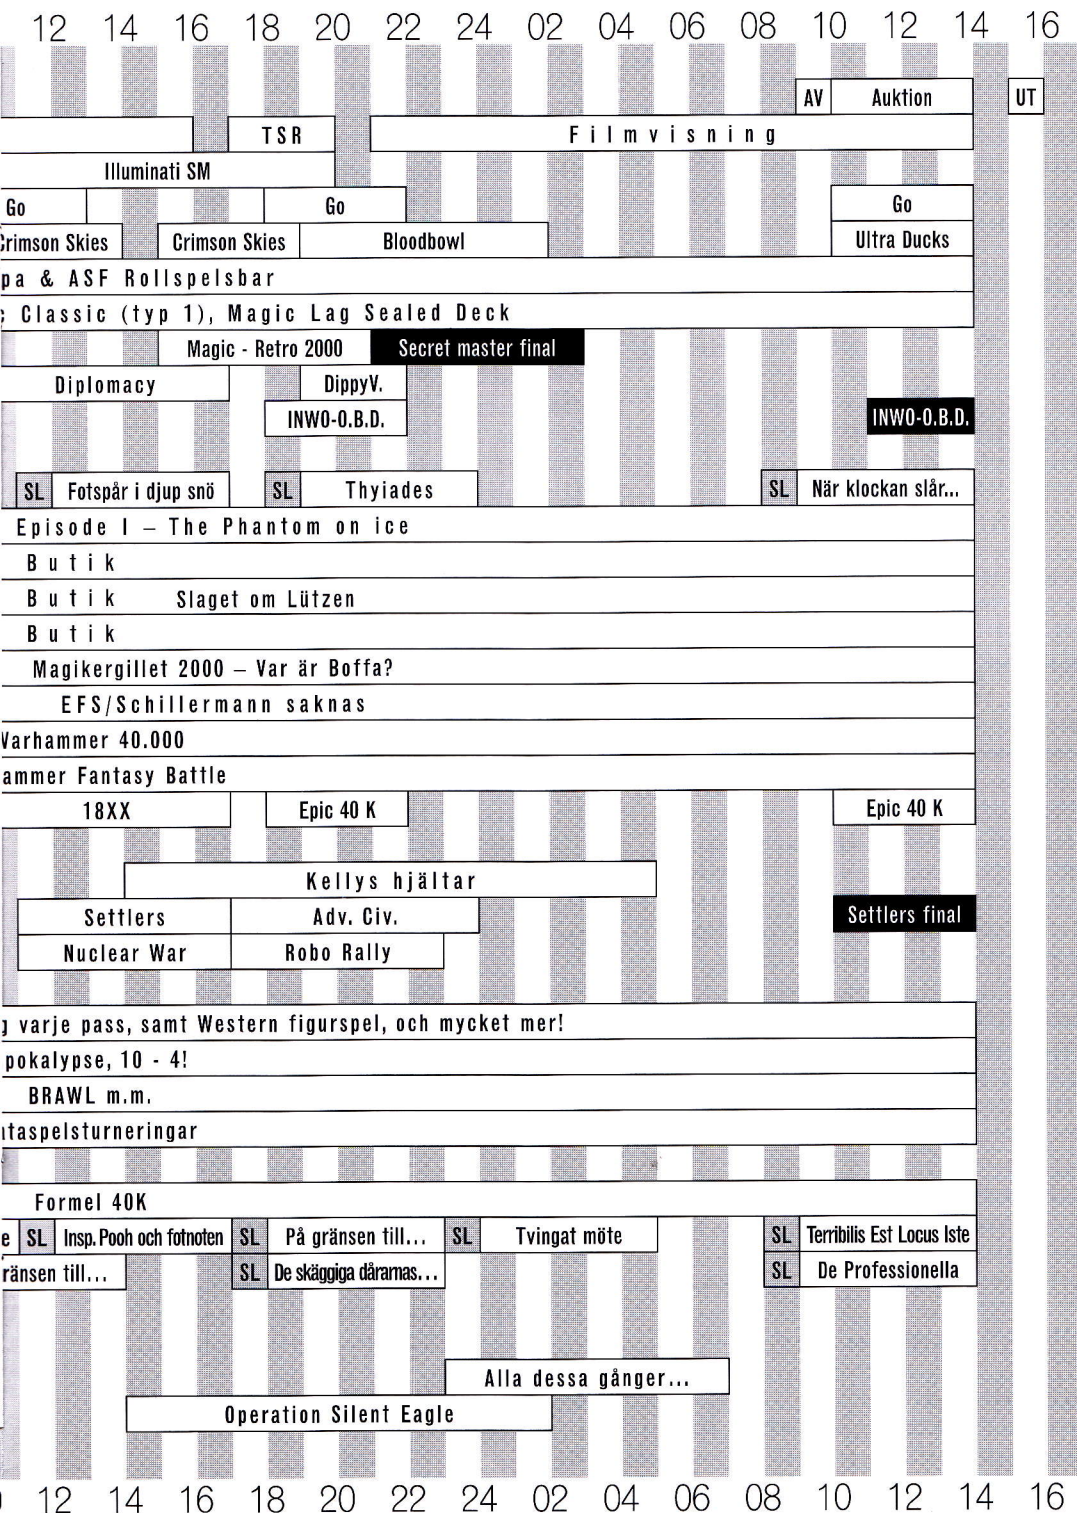 12 14 16 18 20 22 24 02 04 06 08 10 12 14 16
AV Auktion UT
TSR Filmvisning
Illuminati SM
Go Go Go
Crimson Skies Crimson Skies Bloodbowl Ultra Ducks
pa & ASF Rollspelsbar
Classic (typ 1), Magic Lag Sealed Deck
Magic - Retro 2000 Secret master final
Diplomacy DippyV.
INWO-O.B.D. INWO-O.B.D.
SL Fotspår i djup snö SL Thyiades SL När klockan slår...
Episode I – The Phantom on ice
Butik
Butik Slaget om Lützen
Butik
Magikergillet 2000 – Var är Boffa?
EFS/Schillermann saknas
Warhammer 40.000
ammer Fantasy Battle
18XX Epic 40 K Epic 40 K
Kellys hjältar
Settlers Adv. Civ. Settlers final
Nuclear War Robo Rally
g varje pass, samt Western figurspel, och mycket mer!
pokalypse, 10 - 4!
BRAWL m.m.
taspelsturneringar
Formel 40K
e SL Insp. Pooh och fotnoten SL På gränsen till... SL Tvingat möte SL Terribilis Est Locus Iste
ränsen till... SL De skäggiga dårarnas... SL De Professionella
Alla dessa gånger...
Operation Silent Eagle
12 14 16 18 20 22 24 02 04 06 08 10 12 14 16